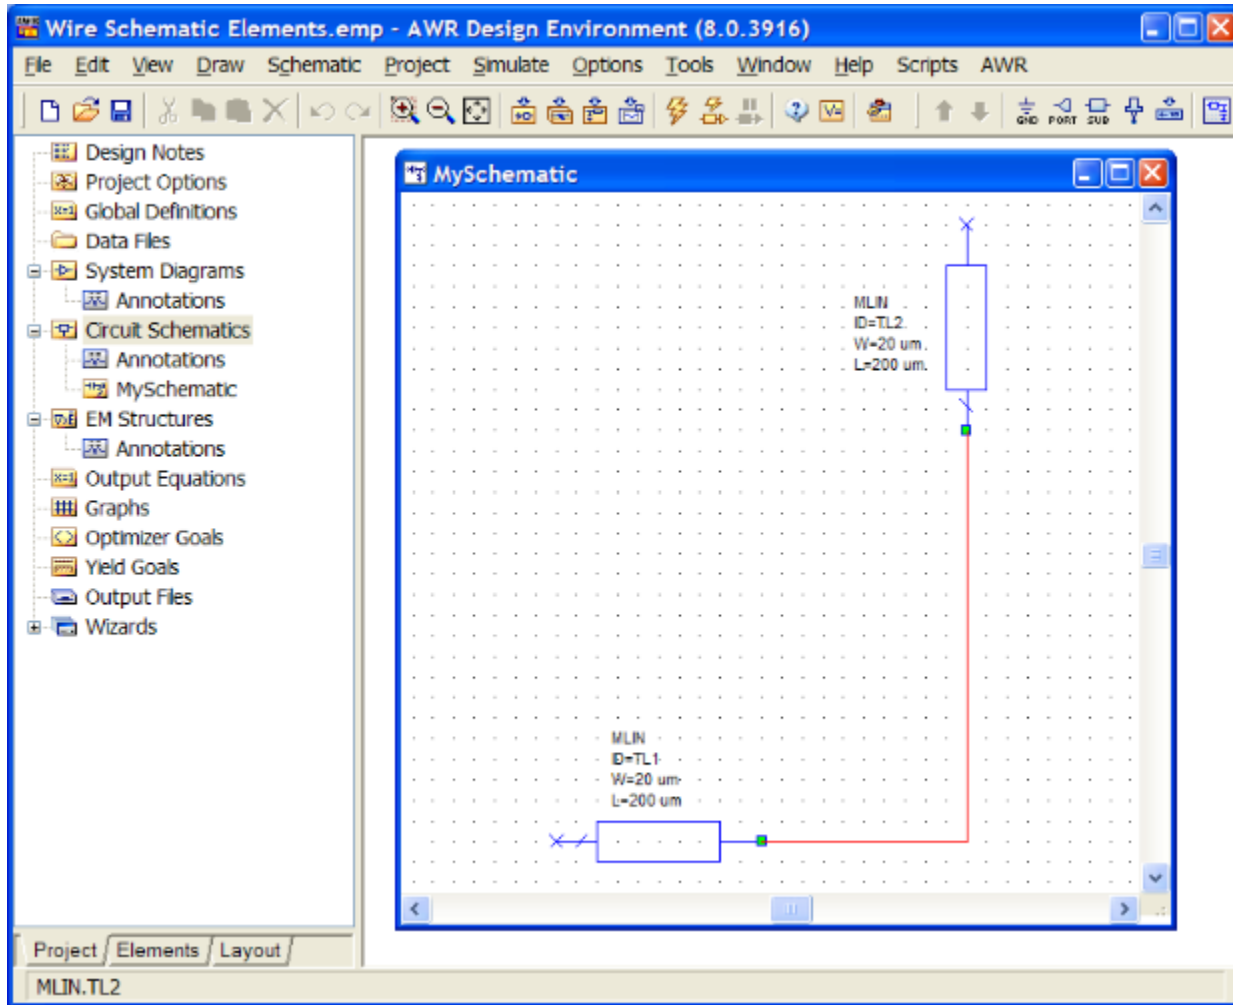 Wire Schematic Elements.emp - AWR Design Environment (8.0.3916)
File Edit View Draw Schematic Project Simulate Options Tools Window Help Scripts AWR
GND PORT SUB
Design Notes
Project Options
Global Definitions
Data Files
System Diagrams
Annotations
Circuit Schematics
Annotations
MySchematic
EM Structures
Annotations
Output Equations
Graphs
Optimizer Goals
Yield Goals
Output Files
Wizards
MySchematic
MLIN
ID=TL2
W=20 um
L=200 um
MLIN
ID=TL1
W=20 um
L=200 um
Project Elements Layout
MLIN.TL2